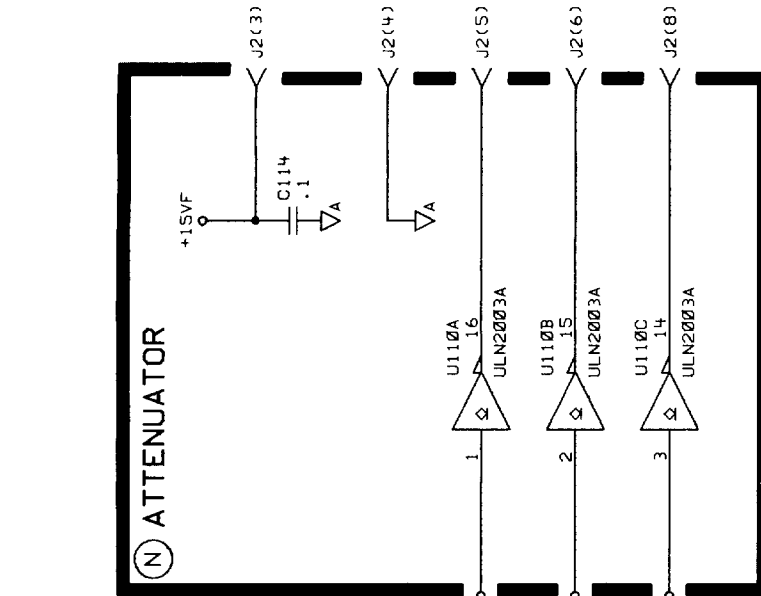 J2(3)
J2(4)
J2(5)
J2(6)
J2(8)
+15VF
C114
.1
A
A
N ATTENUATOR
U110A
16
ULN2003A
1
U110B
15
ULN2003A
2
U110C
14
ULN2003A
3